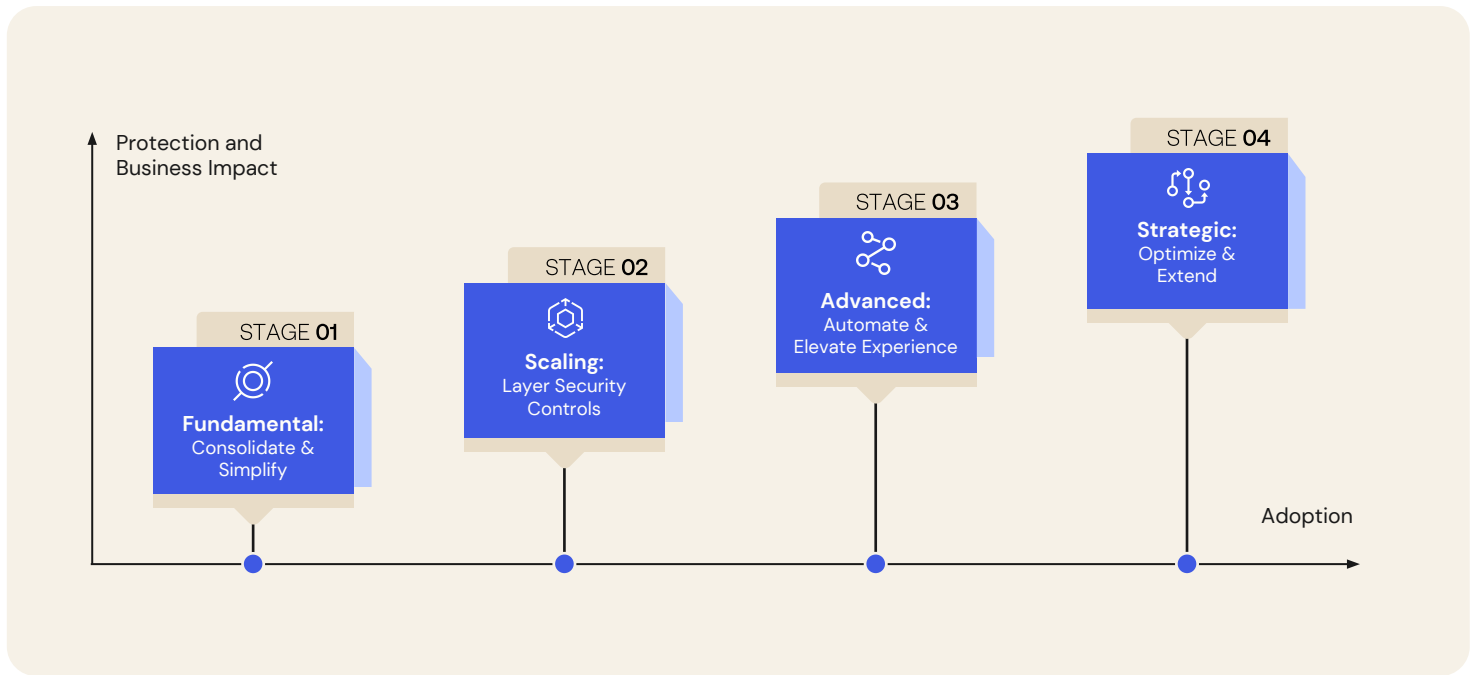 Protection and
Business Impact
STAGE 01
Fundamental:
Consolidate &
Simplify
STAGE 02
Scaling:
Layer Security
Controls
STAGE 03
Advanced:
Automate &
Elevate Experience
STAGE 04
Strategic:
Optimize &
Extend
Adoption